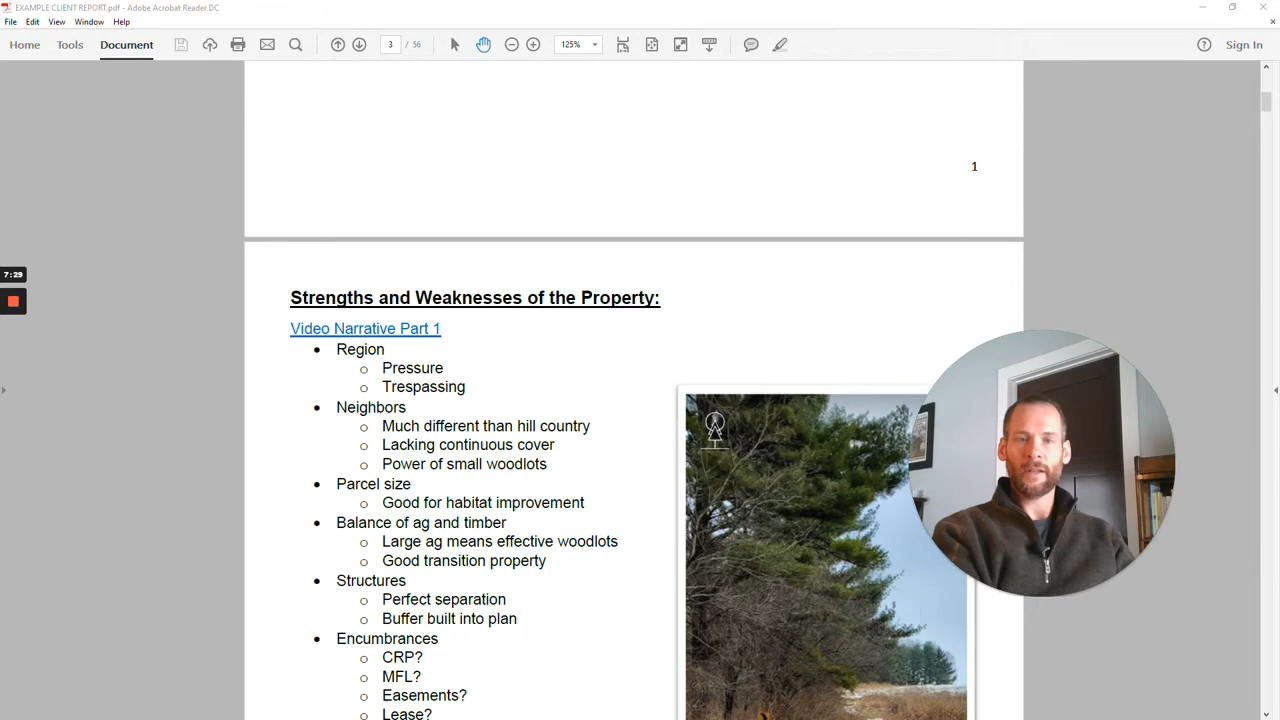 EXAMPLE CLIENT REPORT.pdf - Adobe Acrobat Reader DC
File Edit View Window Help
Home Tools Document 3 / 56 125% Sign In
1
7:29
Strengths and Weaknesses of the Property:
Video Narrative Part 1
• Region
o Pressure
o Trespassing
• Neighbors
o Much different than hill country
o Lacking continuous cover
o Power of small woodlots
• Parcel size
o Good for habitat improvement
• Balance of ag and timber
o Large ag means effective woodlots
o Good transition property
• Structures
o Perfect separation
o Buffer built into plan
• Encumbrances
o CRP?
o MFL?
o Easements?
o Lease?